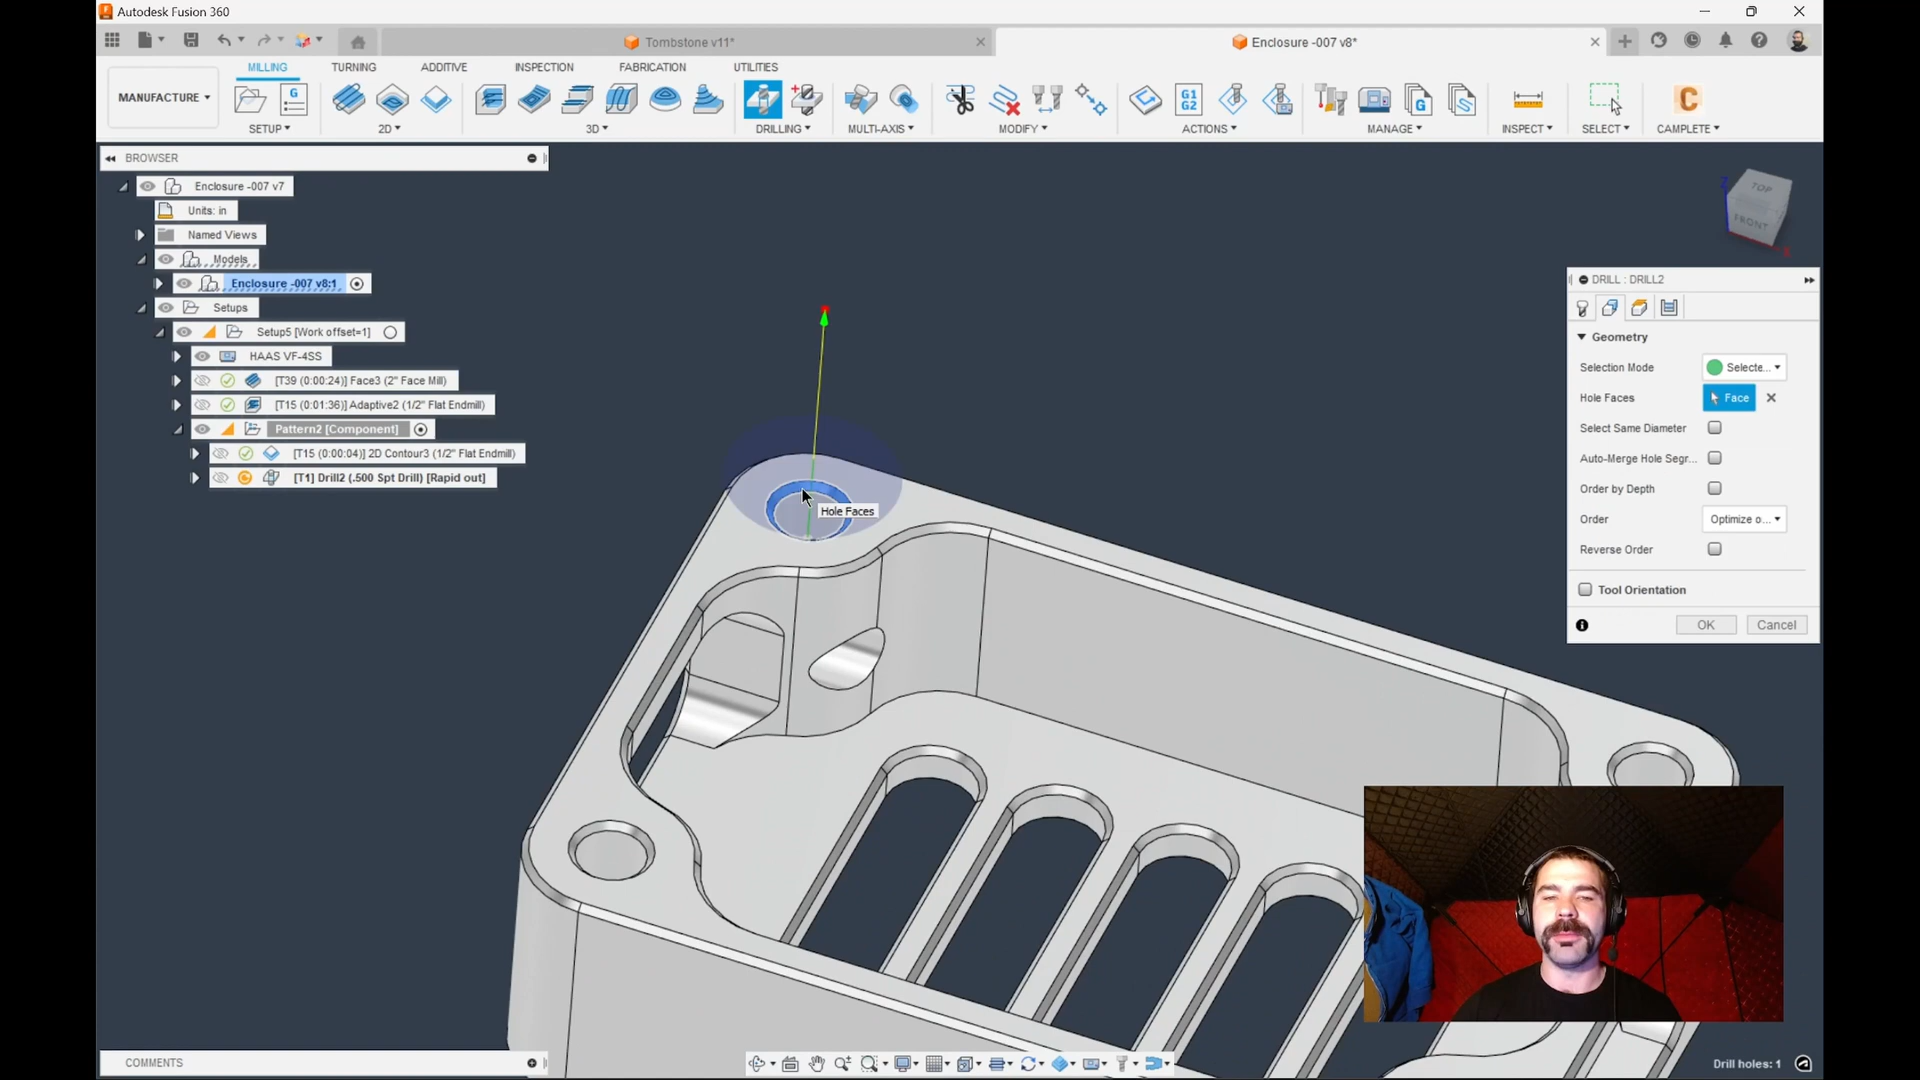 Autodesk Fusion 360
Tombstone v11*
Enclosure -007 v8*
MILLING TURNING ADDITIVE INSPECTION FABRICATION UTILITIES
MANUFACTURE
G
G1
G2
G
C
SETUP 2D 3D DRILLING MULTI-AXIS MODIFY ACTIONS MANAGE INSPECT SELECT CAMPLETE
BROWSER
Enclosure -007 v7
Units: in
Named Views
Models
Enclosure -007 v8:1
Setups
Setup5 [Work offset=1]
HAAS VF-4SS
[T39 (0:00:24)] Face3 (2" Face Mill)
[T15 (0:01:36)] Adaptive2 (1/2" Flat Endmill)
Pattern2 [Component]
[T15 (0:00:04)] 2D Contour3 (1/2" Flat Endmill)
[T1] Drill2 (.500 Spt Drill) [Rapid out]
Z
TOP
FRONT
X
Hole Faces
DRILL : DRILL2
Geometry
Selection Mode Selecte...
Hole Faces Face
Select Same Diameter
Auto-Merge Hole Segr...
Order by Depth
Order Optimize o...
Reverse Order
Tool Orientation
OK Cancel
COMMENTS
Drill holes: 1